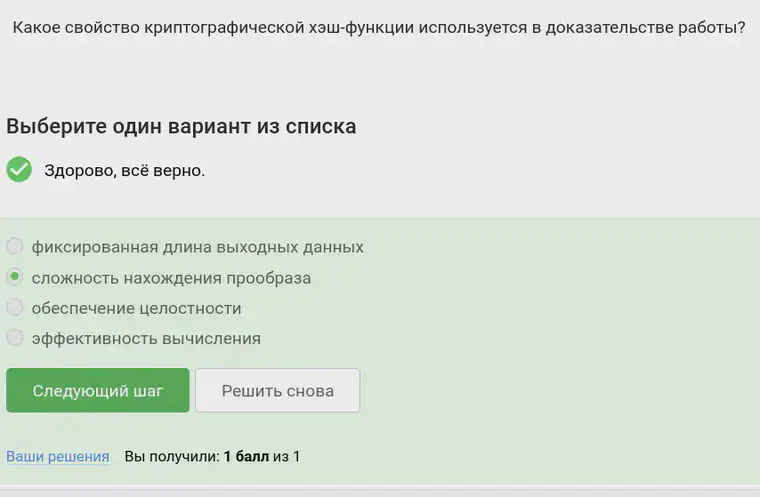 Какое свойство криптографической хэш-функции используется в доказательстве работы?
Выберите один вариант из списка
Здорово, всё верно.
фиксированная длина выходных данных
сложность нахождения прообраза
обеспечение целостности
эффективность вычисления
Следующий шаг Решить снова
Ваши решения Вы получили: 1 балл из 1